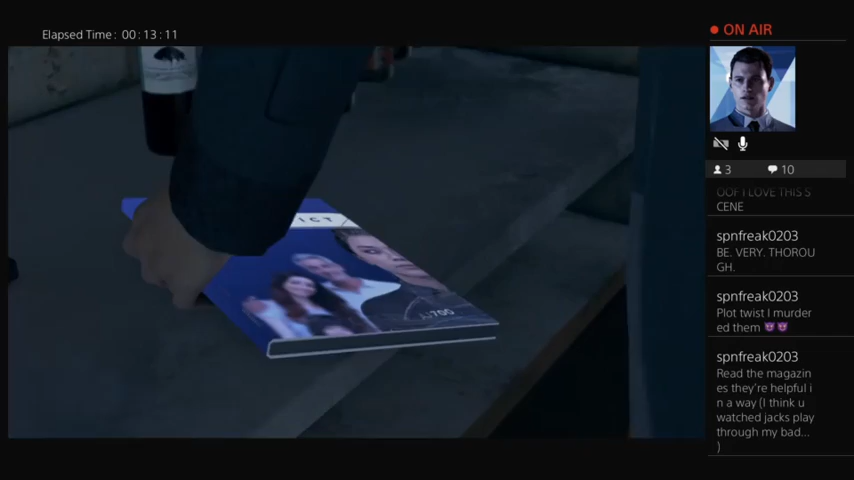 Elapsed Time: 00:13:11
ON AIR
3
10
OOF I LOVE THIS S
CENE
spnfreak0203
BE. VERY. THOROU
GH.
spnfreak0203
Plot twist I murder
ed them 😈😈
spnfreak0203
Read the magazin
es they're helpful i
n a way (I think u
watched jacks play
through my bad...
)
ICT
700